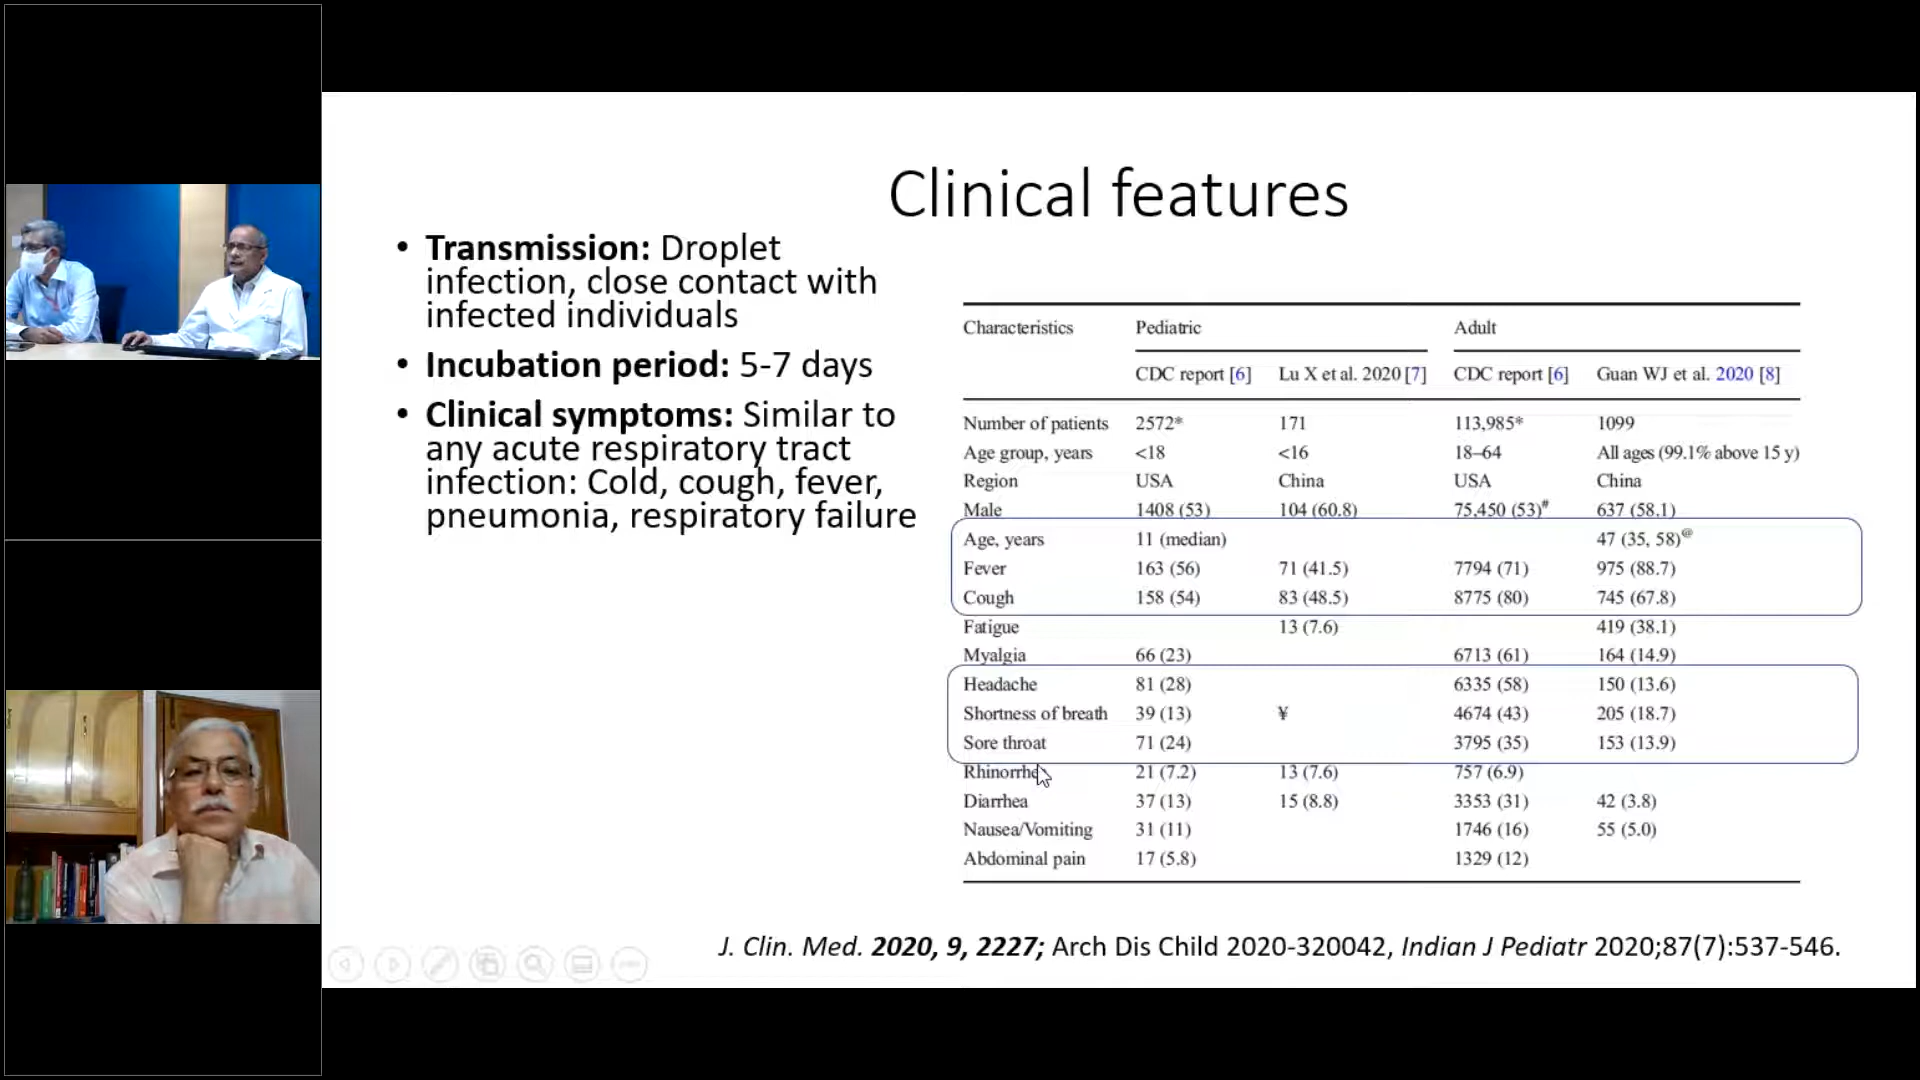 Clinical features
• Transmission: Droplet
infection, close contact with
infected individuals
• Incubation period: 5-7 days
• Clinical symptoms: Similar to
any acute respiratory tract
infection: Cold, cough, fever,
pneumonia, respiratory failure
Characteristics Pediatric Adult
CDC report [6] Lu X et al. 2020 [7] CDC report [6] Guan WJ et al. 2020 [8]
Number of patients 2572* 171 113,985* 1099
Age group, years <18 <16 18–64 All ages (99.1% above 15 y)
Region USA China USA China
Male 1408 (53) 104 (60.8) 75,450 (53)# 637 (58.1)
Age, years 11 (median) 47 (35, 58)@
Fever 163 (56) 71 (41.5) 7794 (71) 975 (88.7)
Cough 158 (54) 83 (48.5) 8775 (80) 745 (67.8)
Fatigue 13 (7.6) 419 (38.1)
Myalgia 66 (23) 6713 (61) 164 (14.9)
Headache 81 (28) 6335 (58) 150 (13.6)
Shortness of breath 39 (13) ¥ 4674 (43) 205 (18.7)
Sore throat 71 (24) 3795 (35) 153 (13.9)
Rhinorrhea 21 (7.2) 13 (7.6) 757 (6.9)
Diarrhea 37 (13) 15 (8.8) 3353 (31) 42 (3.8)
Nausea/Vomiting 31 (11) 1746 (16) 55 (5.0)
Abdominal pain 17 (5.8) 1329 (12)
J. Clin. Med. 2020, 9, 2227; Arch Dis Child 2020-320042, Indian J Pediatr 2020;87(7):537-546.